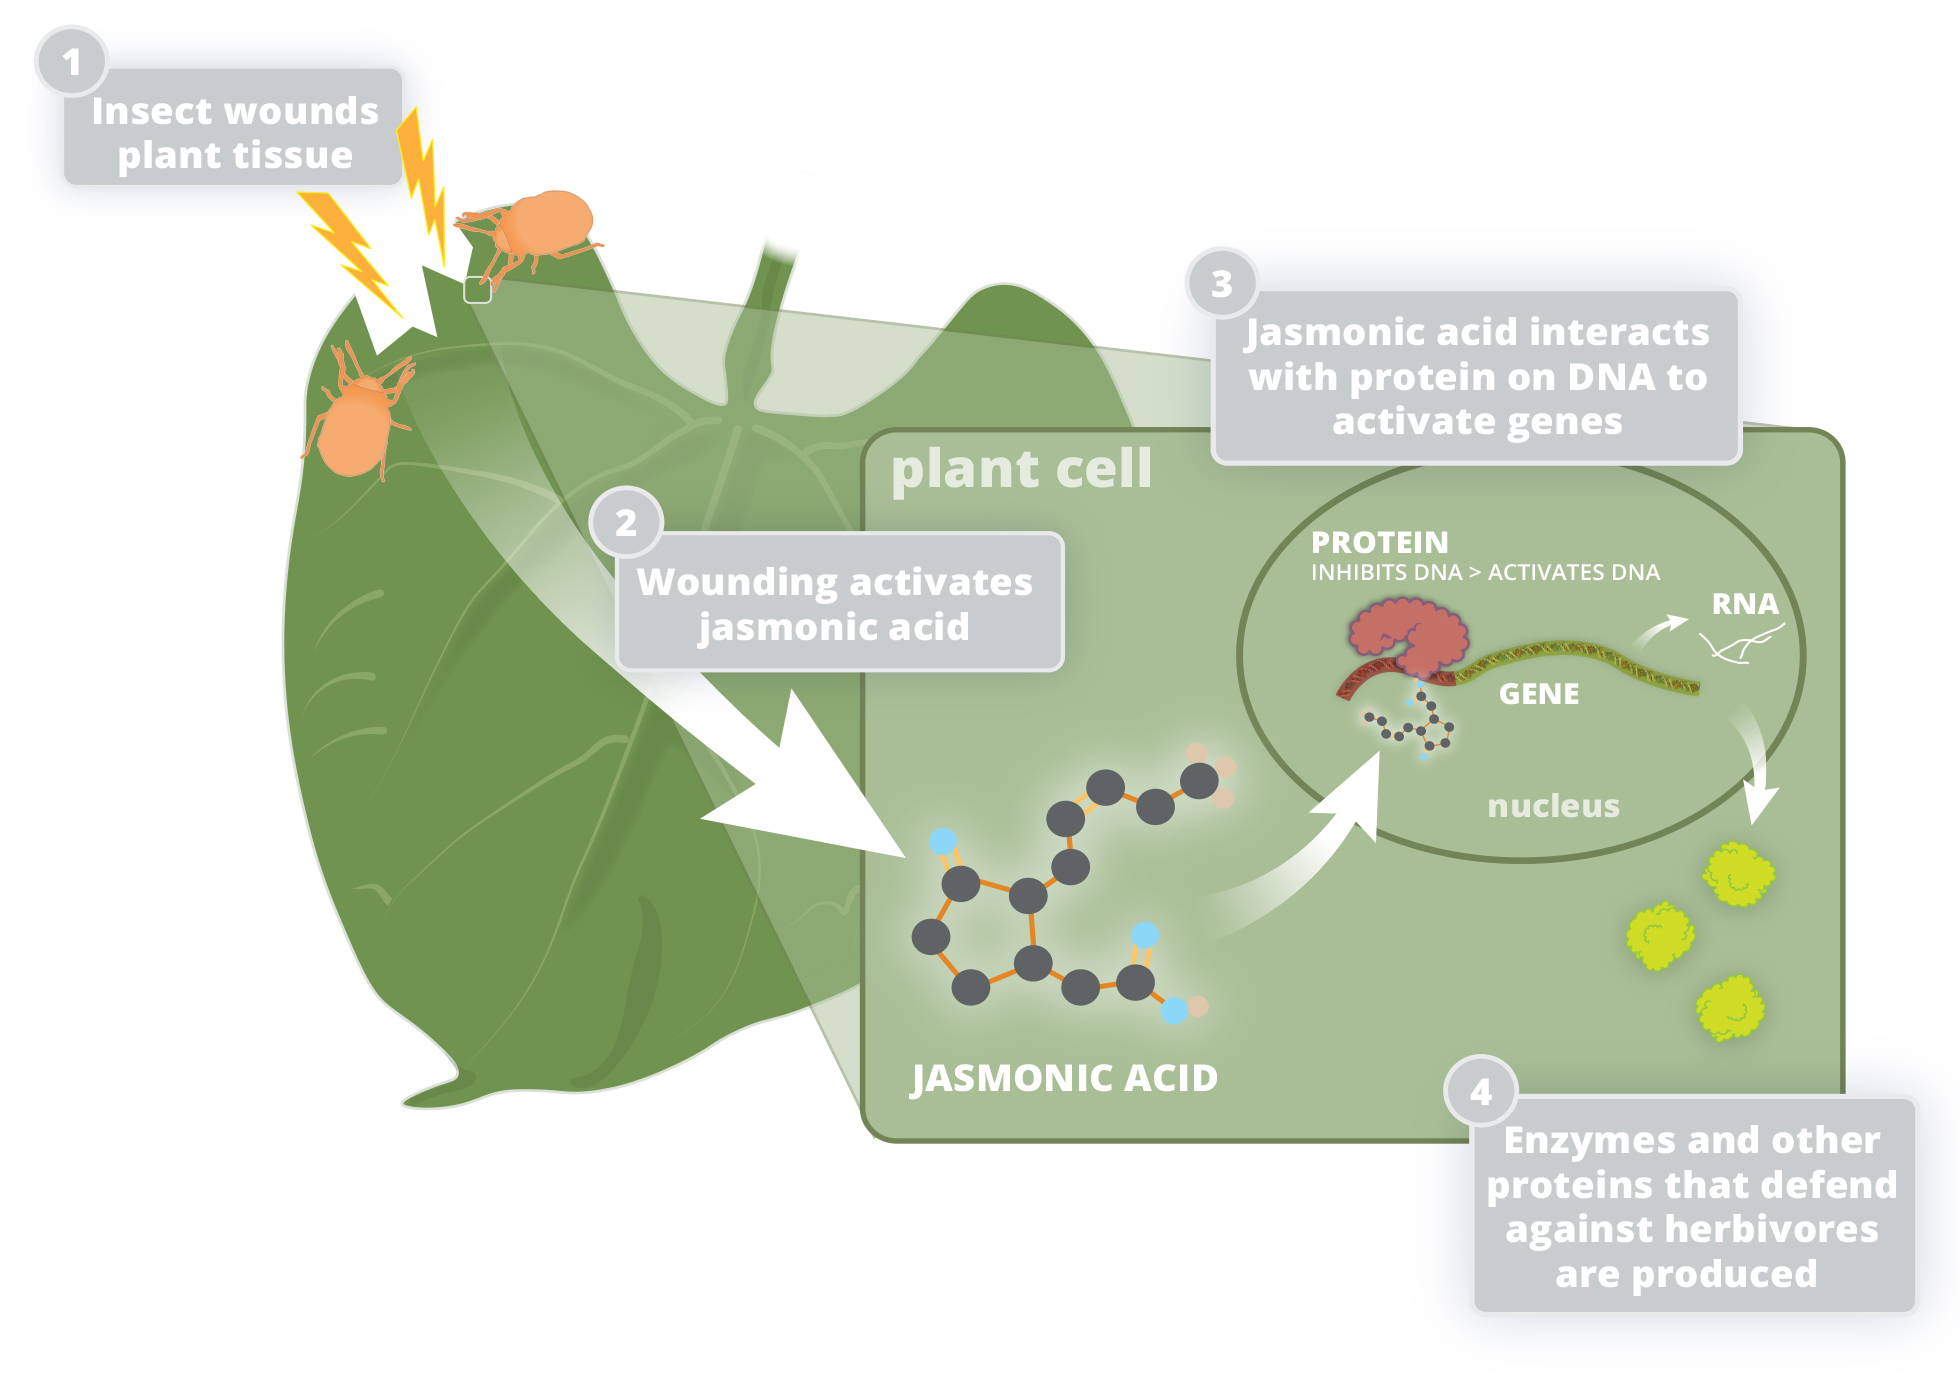 1
Insect wounds
plant tissue
2
Wounding activates
jasmonic acid
3
Jasmonic acid interacts
with protein on DNA to
activate genes
plant cell
PROTEIN
INHIBITS DNA > ACTIVATES DNA
RNA
GENE
nucleus
JASMONIC ACID
4
Enzymes and other
proteins that defend
against herbivores
are produced